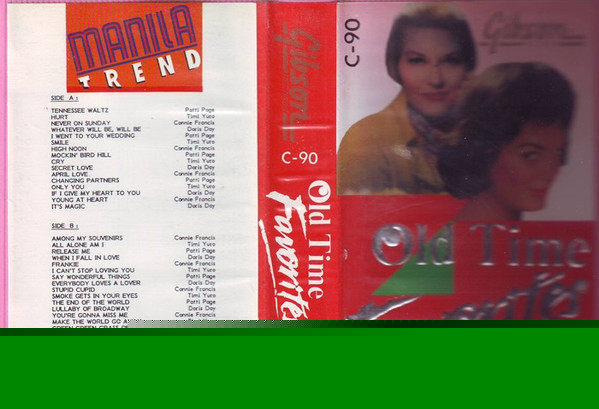 MANILA
TREND
SIDE A:
TENNESSEE WALTZ Patti Page
HURT Timi Yuro
NEVER ON SUNDAY Connie Francis
WHATEVER WILL BE, WILL BE Doris Day
I WENT TO YOUR WEDDING Patti Page
SMILE Timi Yuro
HIGH NOON Connie Francis
MOCKIN' BIRD HILL Patti Page
CRY Timi Yuro
SECRET LOVE Doris Day
APRIL LOVE Connie Francis
CHANGING PARTNERS Patti Page
ONLY YOU Timi Yuro
IF I GIVE MY HEART TO YOU Doris Day
YOUNG AT HEART Connie Francis
IT'S MAGIC Doris Day
SIDE B:
AMONG MY SOUVENIRS Connie Francis
ALL ALONE AM I Timi Yuro
RELEASE ME Patti Page
WHEN I FALL IN LOVE Doris Day
FRANKIE Connie Francis
I CAN'T STOP LOVING YOU Timi Yuro
SAY WONDERFUL THINGS Patti Page
EVERYBODY LOVES A LOVER Doris Day
STUPID CUPID Connie Francis
SMOKE GETS IN YOUR EYES Timi Yuro
THE END OF THE WORLD Patti Page
LULLABY OF BROADWAY Doris Day
YOU'RE GONNA MISS ME Connie Francis
MAKE THE WORLD GO
Gibson
C-90
Old Time
Favorite
C-90
Gibson
Old Time